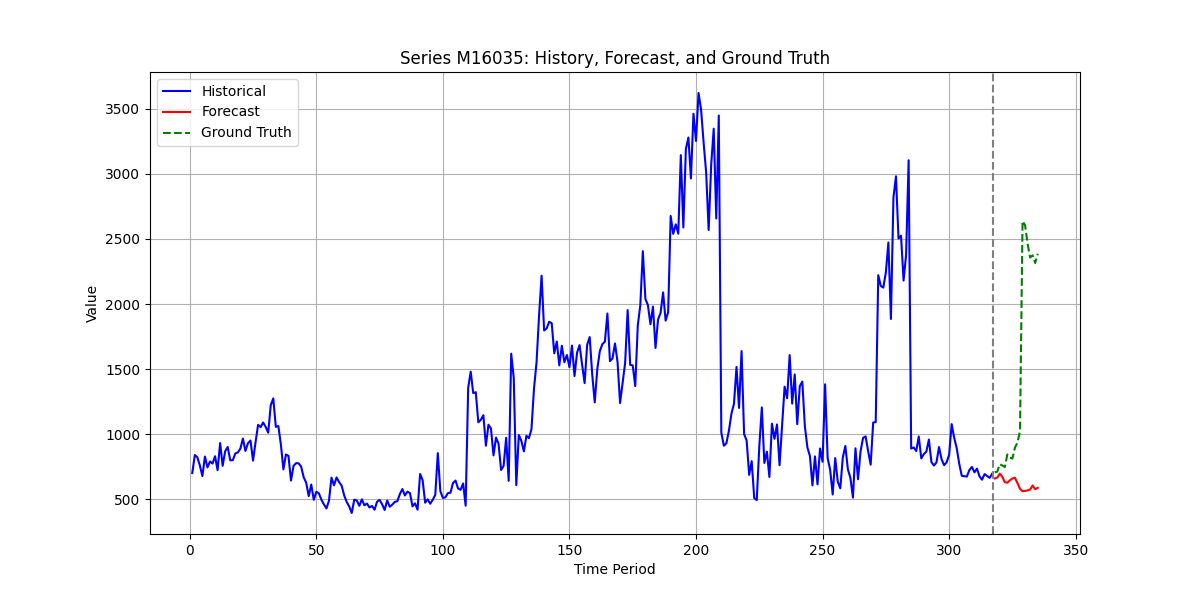 Series M16035: History, Forecast, and Ground Truth
Historical
Forecast
Ground Truth
3500
3000
2500
2000
1500
1000
500
Value
0 50 100 150 200 250 300 350
Time Period